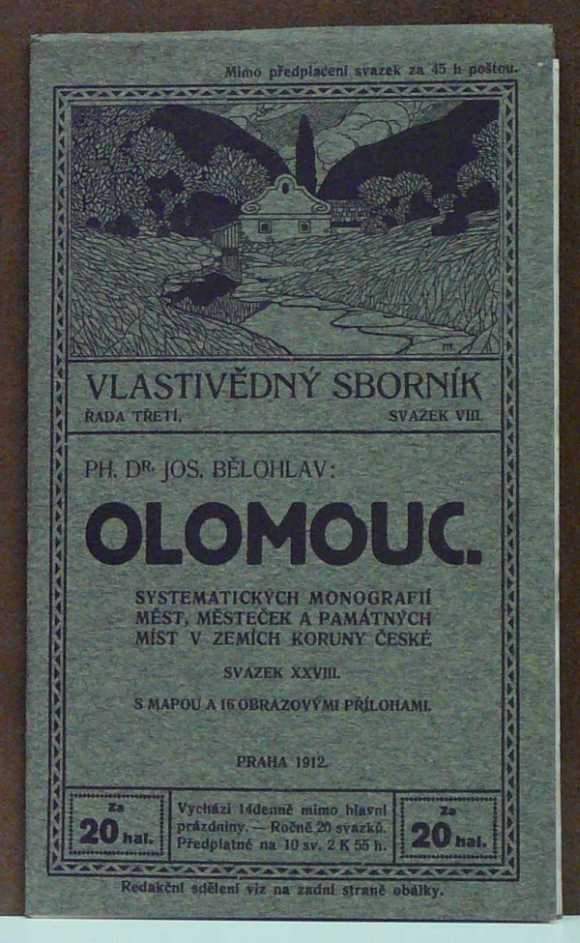 Mimo předplacení svazek za 45 h poštou.
VLASTIVĚDNÝ SBORNÍK
ŘADA TŘETÍ,
SVAZEK VIII.
PH. DR. JOS. BĚLOHLAV:
OLOMOUC.
SYSTEMATICKÝCH MONOGRAFIÍ
MĚST, MĚSTEČEK A PAMÁTNÝCH
MÍST V ZEMÍCH KORUNY ČESKÉ
SVAZEK XXVIII.
S MAPOU A 16 OBRAZOVÝMI PŘÍLOHAMI.
PRAHA 1912.
Za
20 hal.
Vychází 14denně mimo hlavní
prázdniny. — Ročně 20 svazků.
Předplatné na 10 sv. 2 K 55 h.
Za
20 hal.
Redakční sdělení viz na zadní straně obálky.